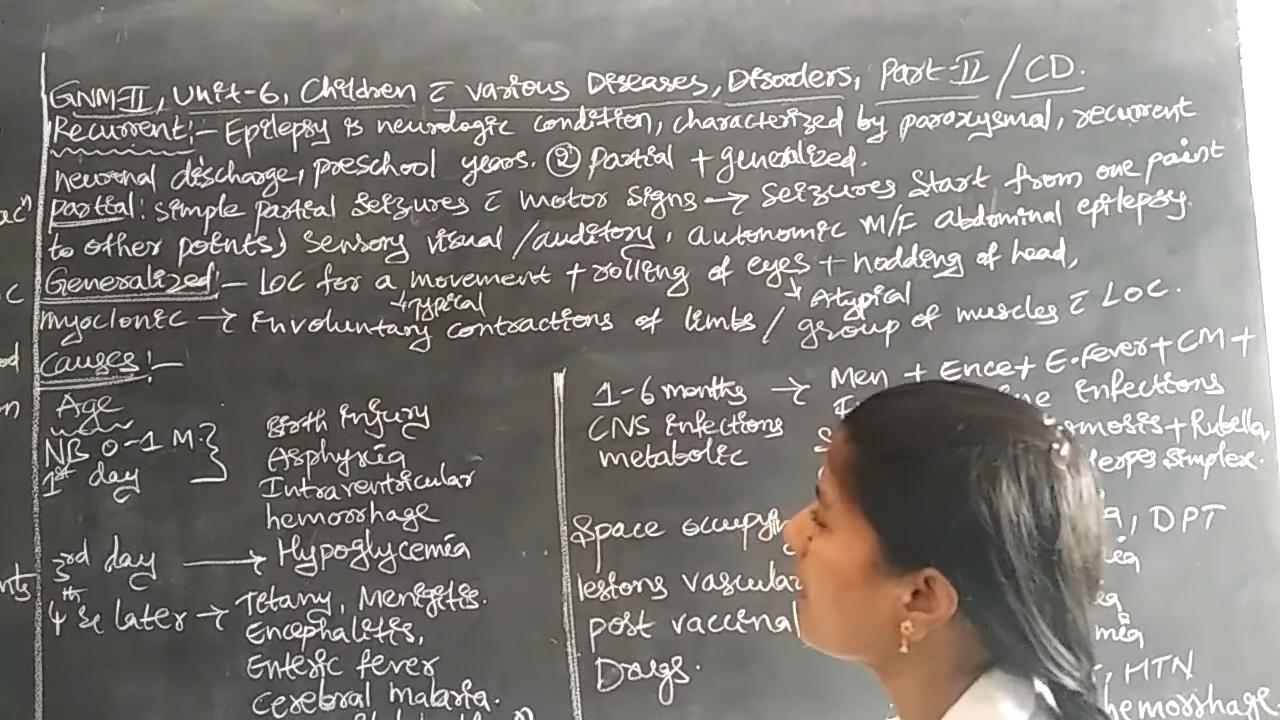 GNM-II, Unit-6, Children c̄ various Diseases, Disorders, Part-II / CD.
Recurrent:- Epilepsy is neurologic condition, characterized by paroxysmal, recurrent
neuronal discharge, preschool years. ② Partial + generalized.
Partial: Simple partial seizures c̄ motor signs → Seizures start from one point
to other points) Sensory visual / auditory, autonomic M/F abdominal epilepsy.
Generalized:- LOC for a movement + rolling of eyes + nodding of head,
↳ Typical ↳ Atypical
myoclonic → Involuntary contractions of limbs / group of muscles c̄ LOC.
Causes:-
Age
NB 0-1 M. } Birth injury
1st day Asphyxia
Intraventricular
hemorrhage
3rd day → Hypoglycemia
4th & later → Tetany, Menigitis.
Encephalitis,
Enteric fever
Cerebral malaria.
1-6 months → Men + Ence + E.Fever + CM +
CNS infections Infections
metabolic + Rubella,
Simplex.
Space DPT
lesions vascular
post vaccinal
Drugs. HTN
hemorrhage